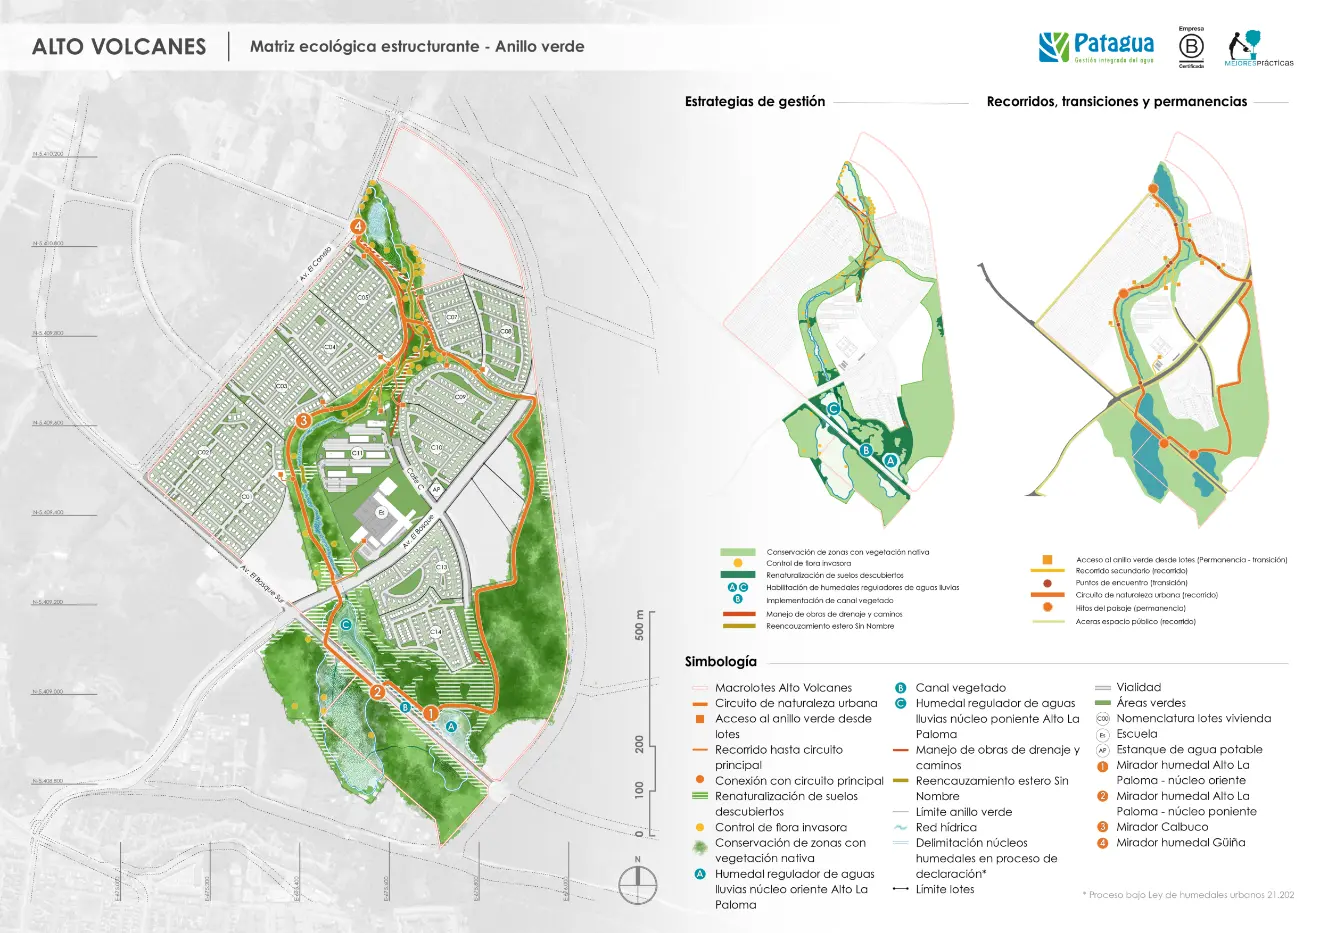 ALTO VOLCANES
Matriz ecológica estructurante - Anillo verde
Patagua
Gestión integrada del agua
Empresa
B
Certificada
MEJORESPRÁCTICAS
Estrategias de gestión
Recorridos, transiciones y permanencias
N-5,410,200
Av. El Canelo
4
C05
C07
C08
C04
C03
C09
3
C02
C10
C11
C01
Calle C
AP
Es
Av. El Bosque
C13
Av. El Bosque Sur
C14
C
2
B
1
A
0
100
200
500 m
N
C
B
A
Conservación de zonas con vegetación nativa
Control de flora invasora
Renaturalización de suelos descubiertos
A C Habilitación de humedales reguladores de aguas lluvias
B Implementación de canal vegetado
Manejo de obras de drenaje y caminos
Reencauzamiento estero Sin Nombre
Acceso al anillo verde desde lotes (Permanencia - transición)
Recorrido secundario (recorrido)
Puntos de encuentro (transición)
Circuito de naturaleza urbana (recorrido)
Hitos del paisaje (permanencia)
Aceras espacio público (recorrido)
Simbología
Macrolotes Alto Volcanes
Circuito de naturaleza urbana
Acceso al anillo verde desde
lotes
Recorrido hasta circuito
principal
Conexión con circuito principal
Renaturalización de suelos
descubiertos
Control de flora invasora
Conservación de zonas con
vegetación nativa
A Humedal regulador de aguas
lluvias núcleo oriente Alto La
Paloma
B Canal vegetado
C Humedal regulador de aguas
lluvias núcleo poniente Alto La
Paloma
Manejo de obras de drenaje y
caminos
Reencauzamiento estero Sin
Nombre
Límite anillo verde
Red hídrica
Delimitación núcleos
humedales en proceso de
declaración*
Límite lotes
Vialidad
Áreas verdes
C00 Nomenclatura lotes vivienda
Es Escuela
AP Estanque de agua potable
1 Mirador humedal Alto La
Paloma - núcleo oriente
2 Mirador humedal Alto La
Paloma - núcleo poniente
3 Mirador Calbuco
4 Mirador humedal Güiña
* Proceso bajo Ley de humedales urbanos 21.202